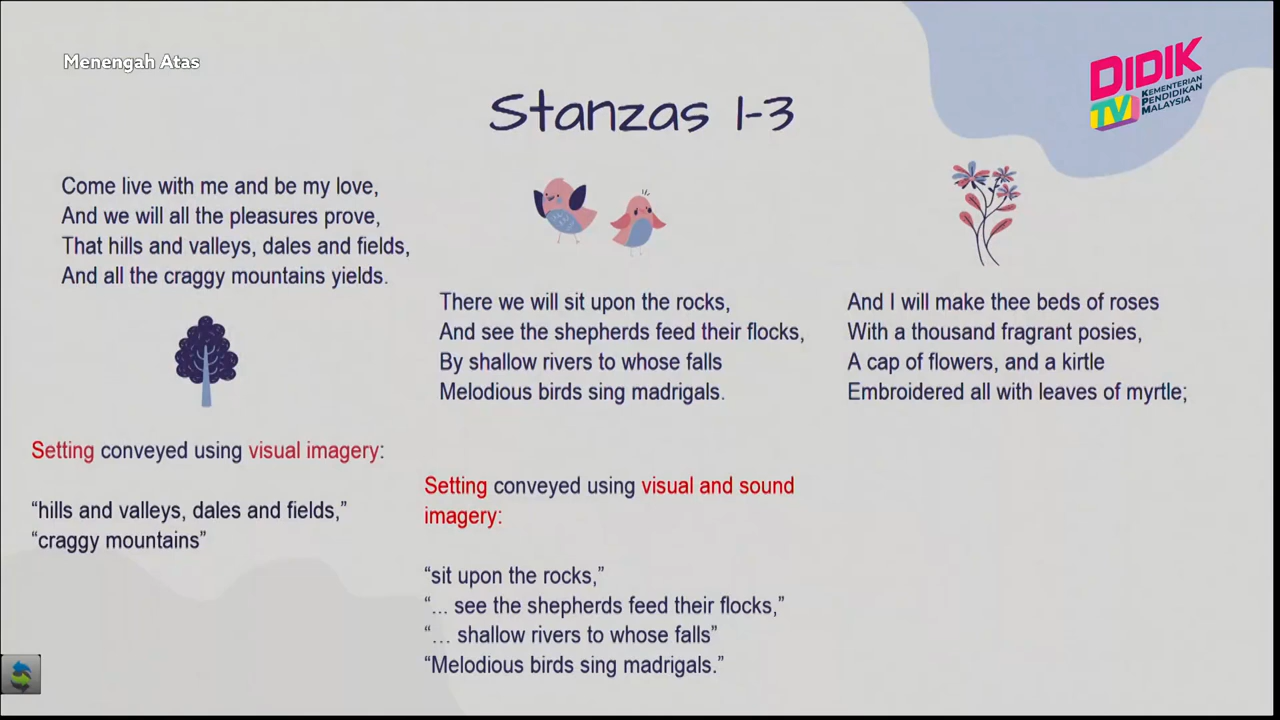 Menengah Atas
DIDIK
TV
KEMENTERIAN
PENDIDIKAN
MALAYSIA
Stanzas 1-3
Come live with me and be my love,
And we will all the pleasures prove,
That hills and valleys, dales and fields,
And all the craggy mountains yields.
Setting conveyed using visual imagery:
“hills and valleys, dales and fields,”
“craggy mountains”
There we will sit upon the rocks,
And see the shepherds feed their flocks,
By shallow rivers to whose falls
Melodious birds sing madrigals.
Setting conveyed using visual and sound
imagery:
“sit upon the rocks,”
“... see the shepherds feed their flocks,”
“... shallow rivers to whose falls”
“Melodious birds sing madrigals.”
And I will make thee beds of roses
With a thousand fragrant posies,
A cap of flowers, and a kirtle
Embroidered all with leaves of myrtle;